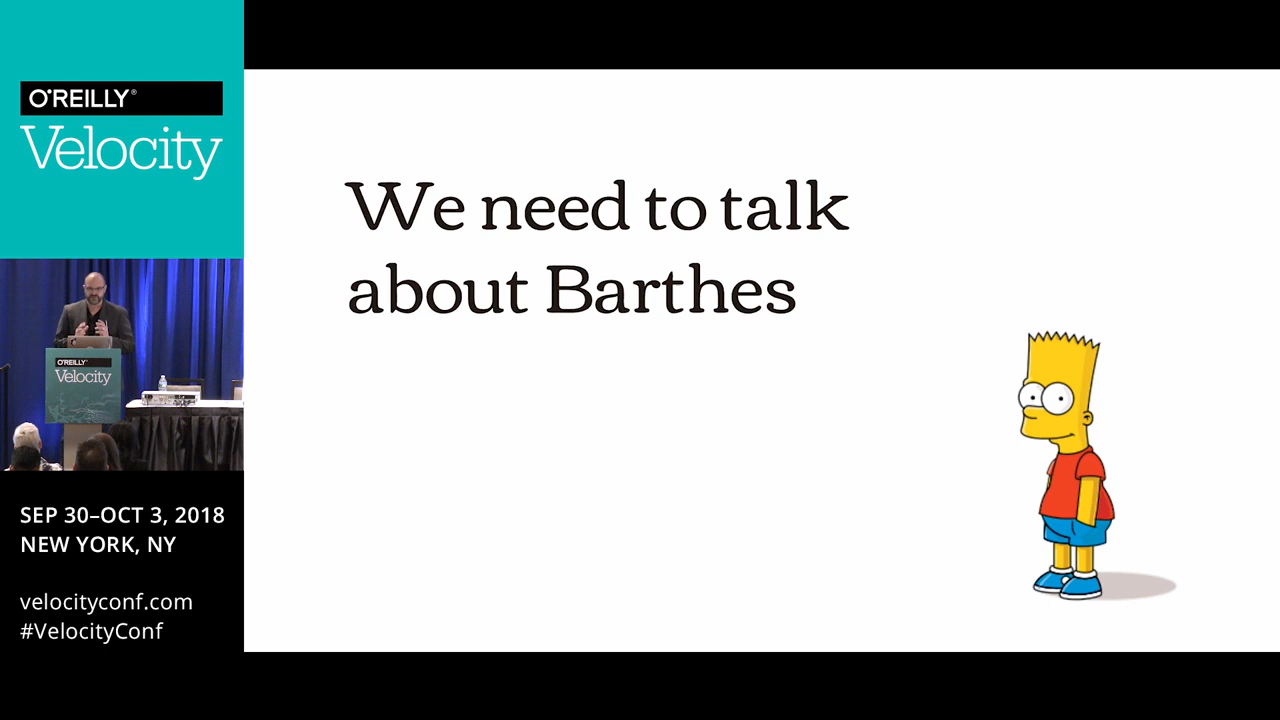 O'REILLY®
Velocity
O'REILLY
Velocity
SEP 30–OCT 3, 2018
NEW YORK, NY
velocityconf.com
#VelocityConf
We need to talk
about Barthes